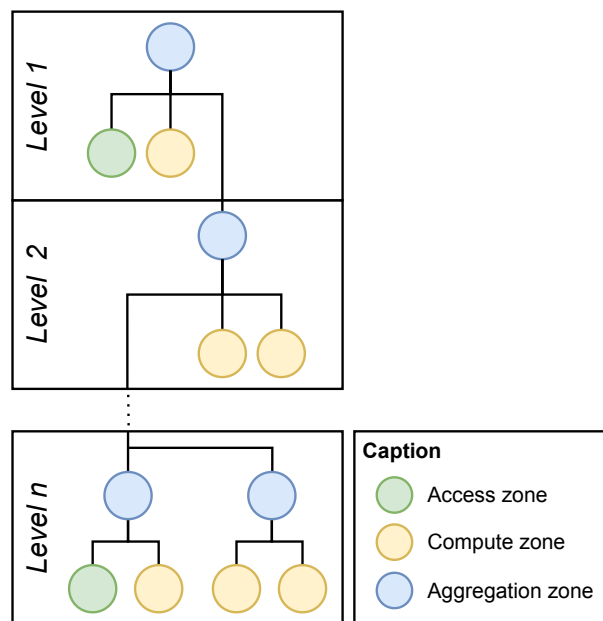 Level 1
Level 2
Level n
Caption
Access zone
Compute zone
Aggregation zone